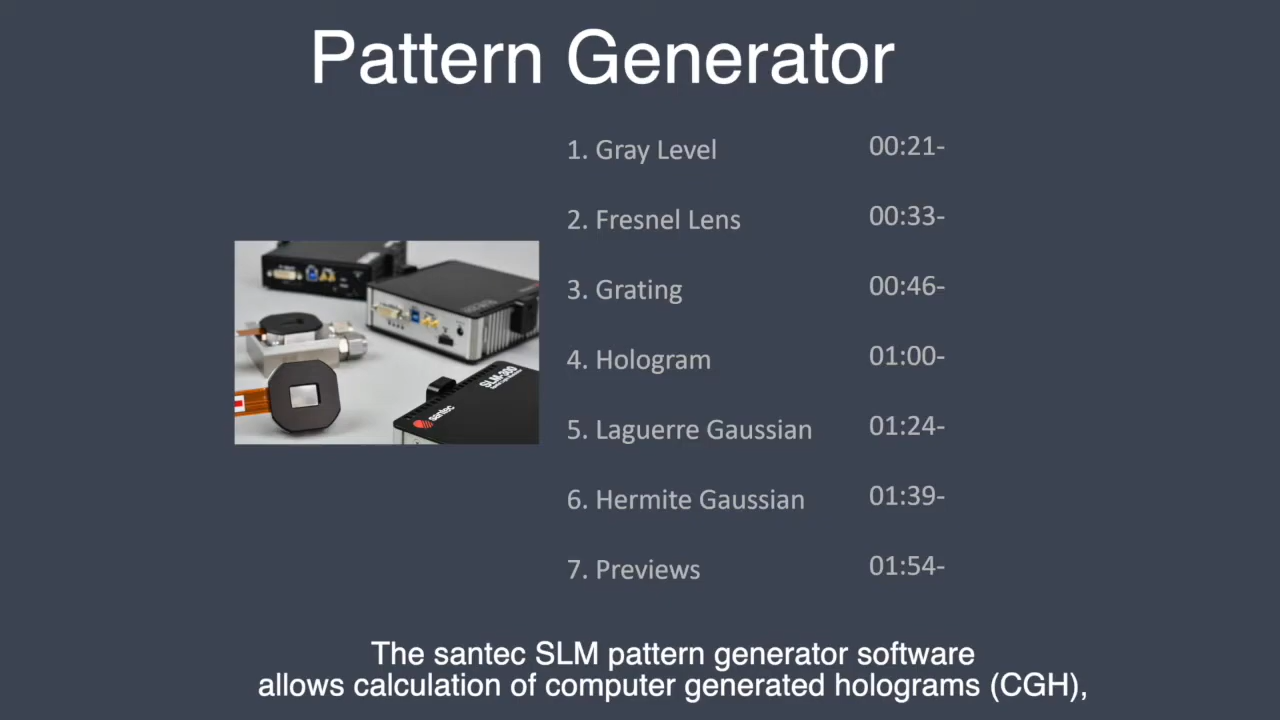 Pattern Generator
1. Gray Level 00:21-
2. Fresnel Lens 00:33-
3. Grating 00:46-
4. Hologram 01:00-
5. Laguerre Gaussian 01:24-
6. Hermite Gaussian 01:39-
7. Previews 01:54-
santec
The santec SLM pattern generator software
allows calculation of computer generated holograms (CGH),